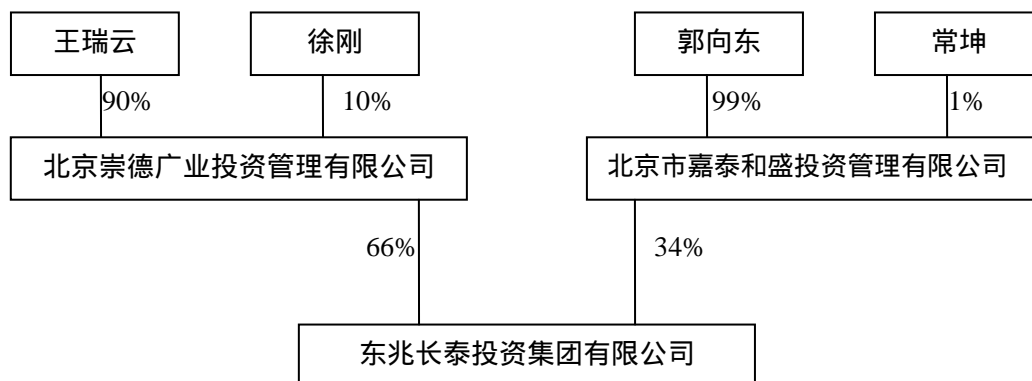 王瑞云 徐刚 郭向东 常坤
90% 10% 99% 1%
北京崇德广业投资管理有限公司 北京市嘉泰和盛投资管理有限公司
66% 34%
东兆长泰投资集团有限公司